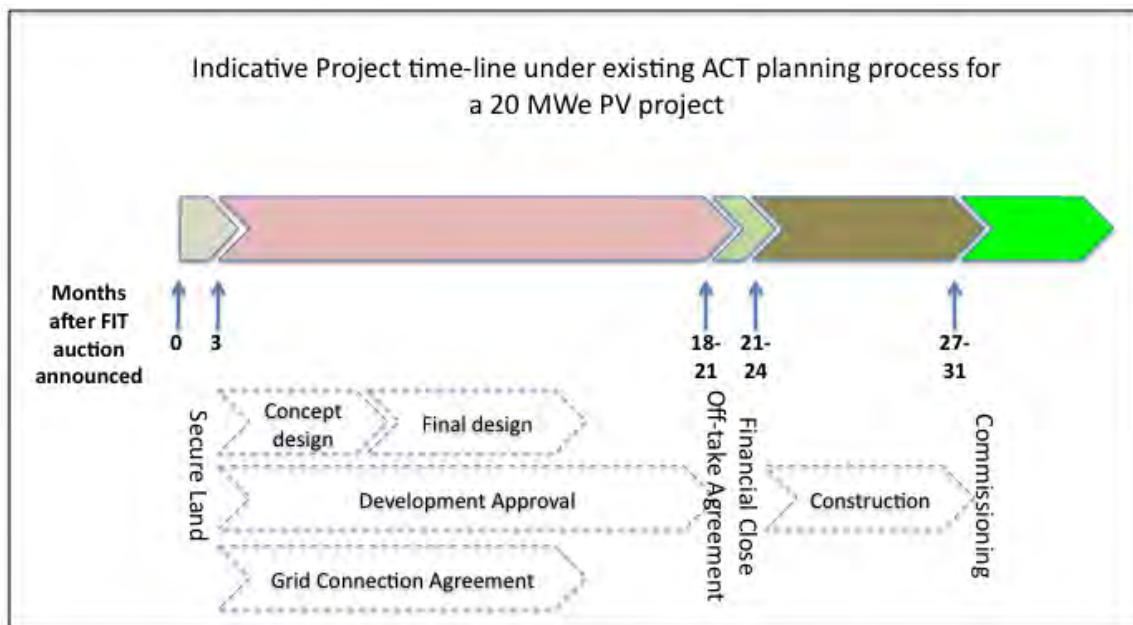 Indicative Project time-line under existing ACT planning process for
a 20 MWe PV project
Months
after FIT
auction
announced
0
3
18-
21
21-
24
27-
31
Secure Land
Concept
design
Final design
Development Approval
Grid Connection Agreement
Off-take Agreement
Financial Close
Construction
Commissioning